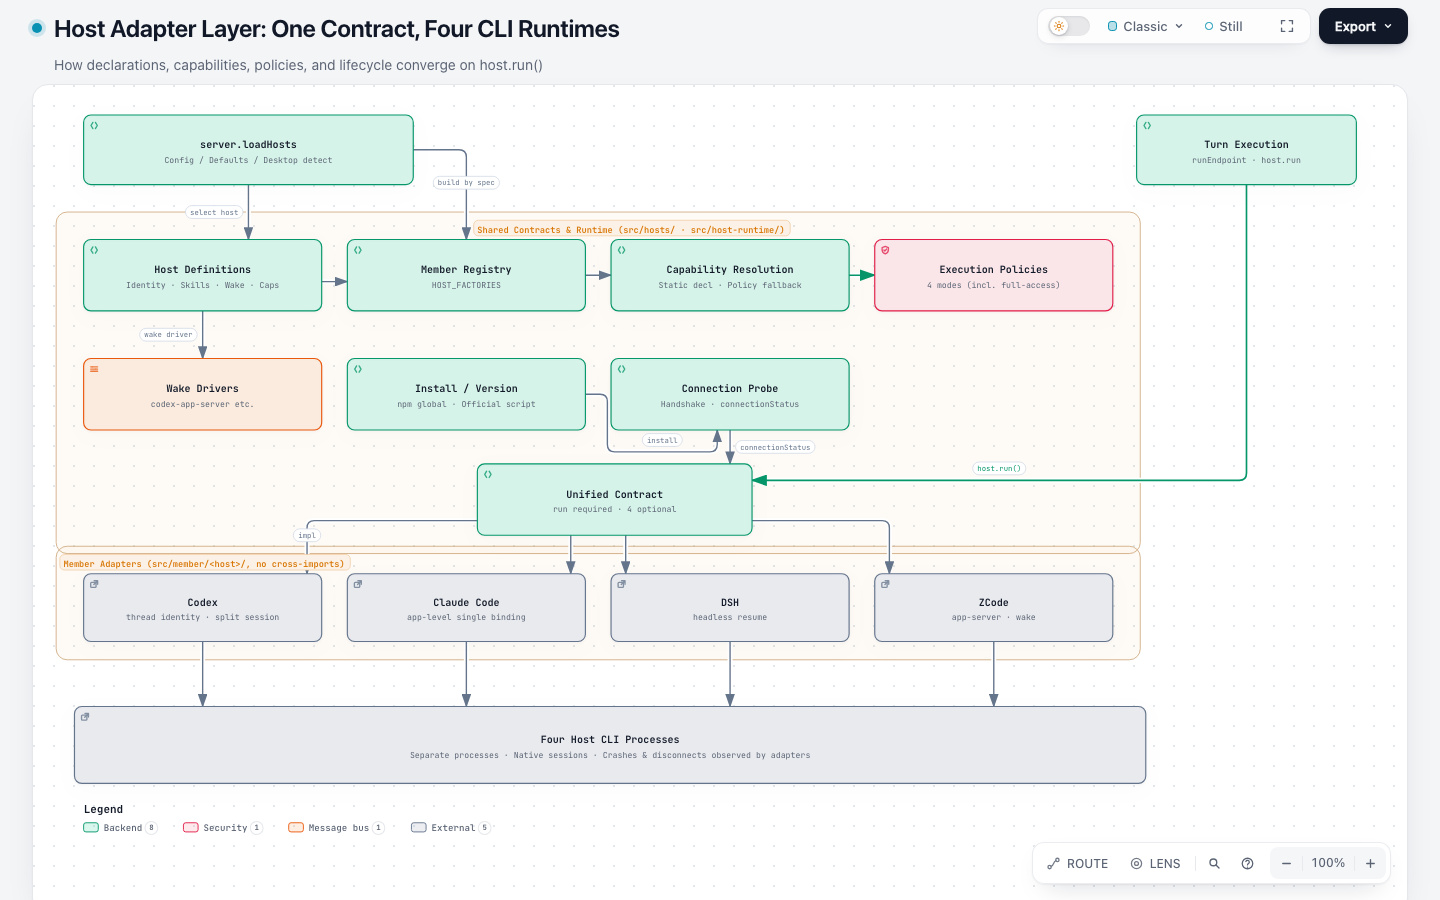 Host Adapter Layer: One Contract, Four CLI Runtimes
How declarations, capabilities, policies, and lifecycle converge on host.run()
Classic
Still
Export
server.loadHosts
Config / Defaults / Desktop detect
Turn Execution
runEndpoint · host.run
build by spec
select host
Shared Contracts & Runtime (src/hosts/ · src/host-runtime/)
Host Definitions
Identity · Skills · Wake · Caps
Member Registry
HOST_FACTORIES
Capability Resolution
Static decl · Policy fallback
Execution Policies
4 modes (incl. full-access)
wake driver
Wake Drivers
codex-app-server etc.
Install / Version
npm global · Official script
Connection Probe
Handshake · connectionStatus
install
connectionStatus
host.run()
Unified Contract
run required · 4 optional
impl
Member Adapters (src/member/<host>/, no cross-imports)
Codex
thread identity · split session
Claude Code
app-level single binding
DSH
headless resume
ZCode
app-server · wake
Four Host CLI Processes
Separate processes · Native sessions · Crashes & disconnects observed by adapters
Legend
Backend 8
Security 1
Message bus 1
External 5
ROUTE
LENS
100%